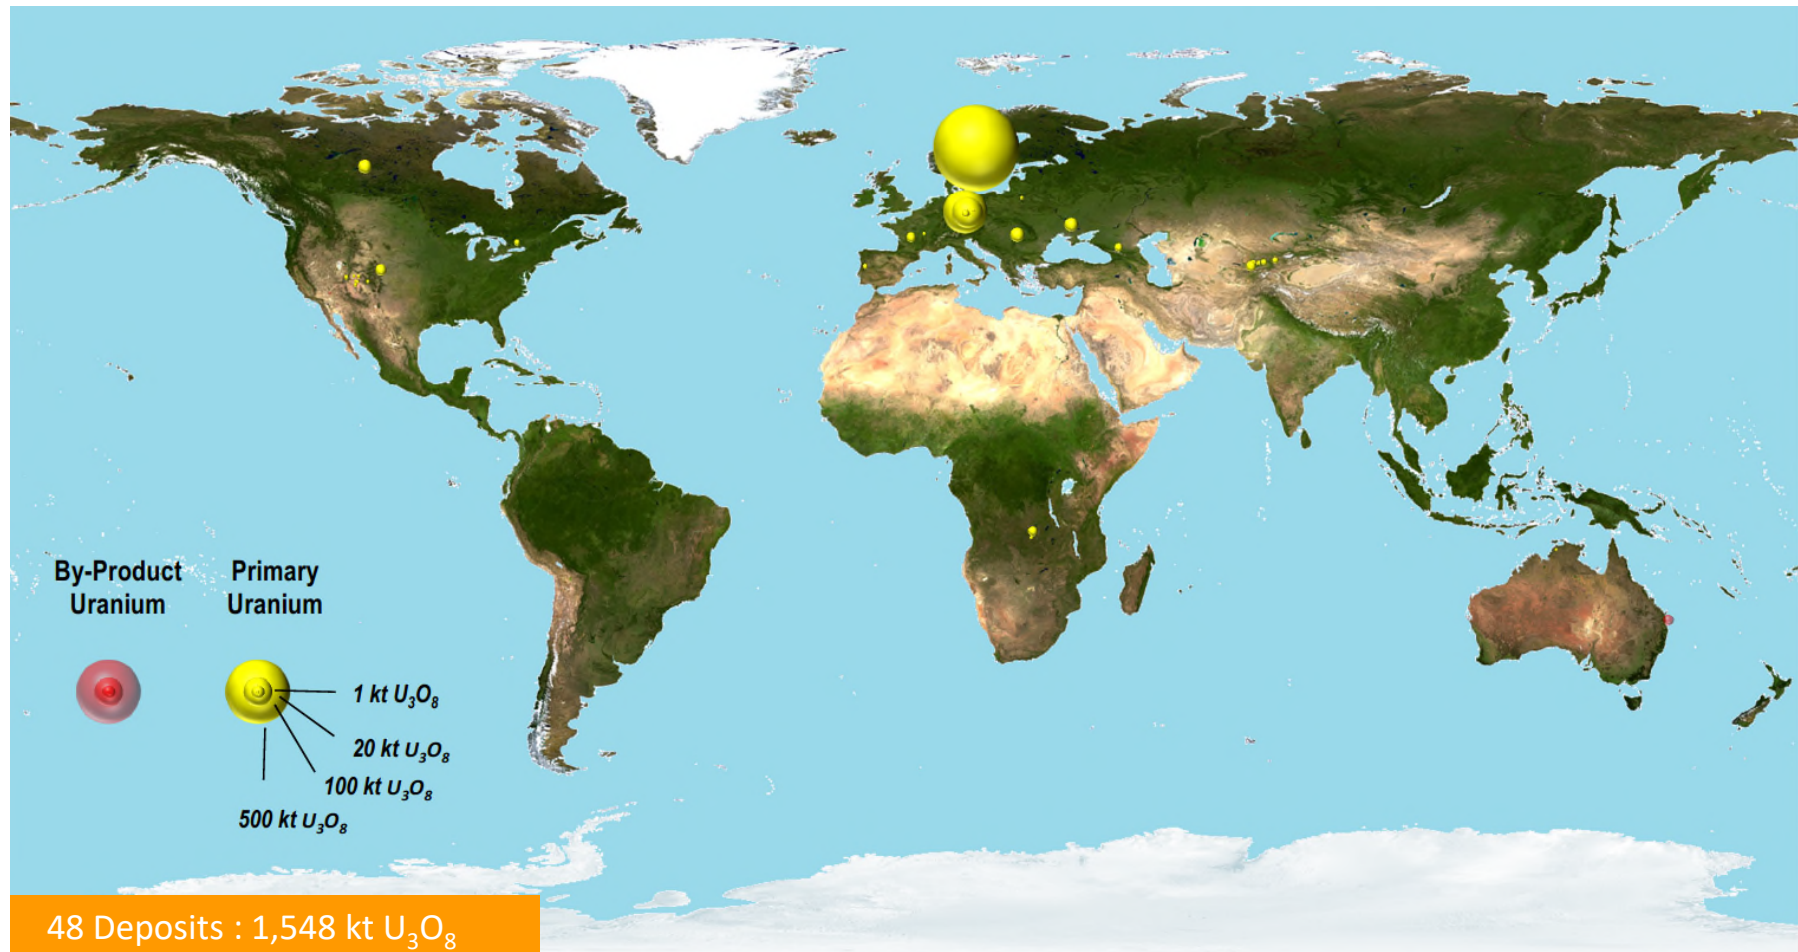 By-Product
Uranium
Primary
Uranium
1 kt U₃O₈
20 kt U₃O₈
100 kt U₃O₈
500 kt U₃O₈
48 Deposits : 1,548 kt U₃O₈